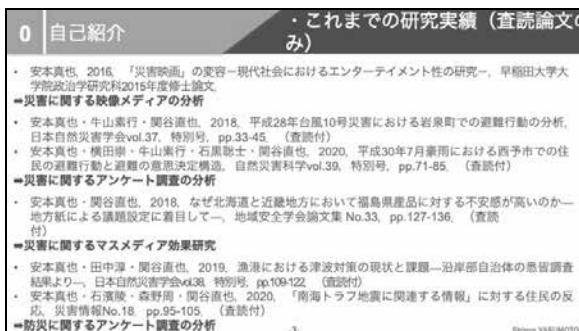 0 自己紹介
・これまでの研究実績（査読論文の
み）
・ 安本真也，2016，「災害映画」の変容ー現代社会におけるエンターテイメント性の研究ー，早稲田大学大
学院政治学研究科2015年度修士論文，
➡災害に関する映像メディアの分析
・ 安本真也・牛山素行・関谷直也，2018，平成28年台風10号災害における岩泉町での避難行動の分析，
日本自然災害学会vol.37，特別号，pp.33-45，（査読付）
・ 安本真也・横田崇・牛山素行・石黒聡士・関谷直也，2020，平成30年7月豪雨における西予市での住
民の避難行動と避難の意思決定構造，自然災害科学vol.39，特別号，pp.71-85，（査読付）
➡災害に関するアンケート調査の分析
・ 安本真也・関谷直也，2018，なぜ北海道と近畿地方において福島県産品に対する不安感が高いのか―
地方紙による議題設定に着目して―，地域安全学会論文集 No.33，pp.127-136，（査読
付）
➡災害に関するマスメディア効果研究
・ 安本真也・田中淳・関谷直也，2019，漁港における津波対策の現状と課題―沿岸部自治体の悉皆調査
結果より―，日本自然災害学会vol.38，特別号，pp.109-122，（査読付）
・ 安本真也・石濱陵・森野周・関谷直也，2020，「南海トラフ地震に関連する情報」に対する住民の反
応，災害情報No.18，pp.95-105，（査読付）
➡防災に関するアンケート調査の分析
-3-
Shinya YASUMOTO